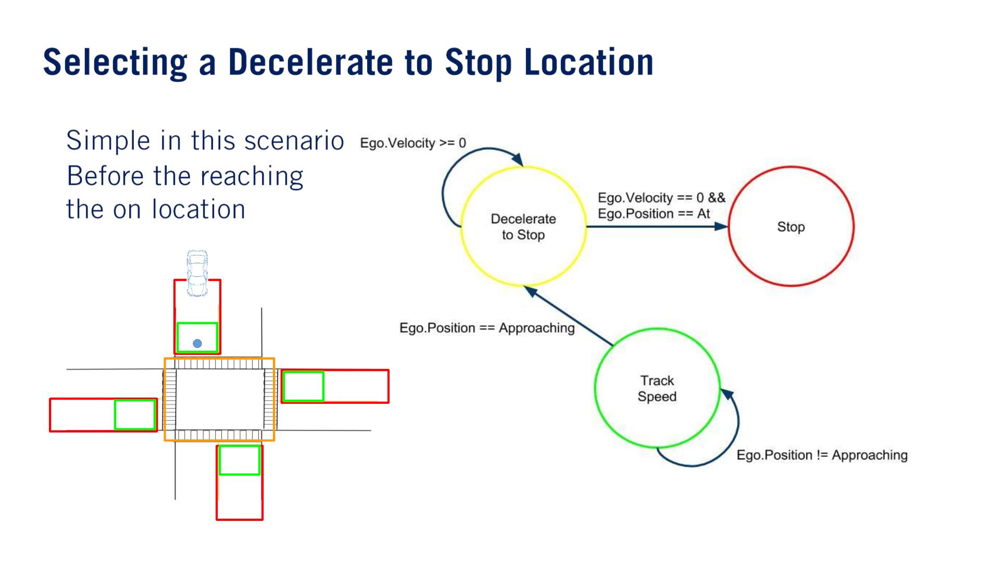 Selecting a Decelerate to Stop Location
Simple in this scenario
Before the reaching
the on location
Ego.Velocity >= 0
Decelerate
to Stop
Ego.Velocity == 0 &&
Ego.Position == At
Stop
Ego.Position == Approaching
Track
Speed
Ego.Position != Approaching